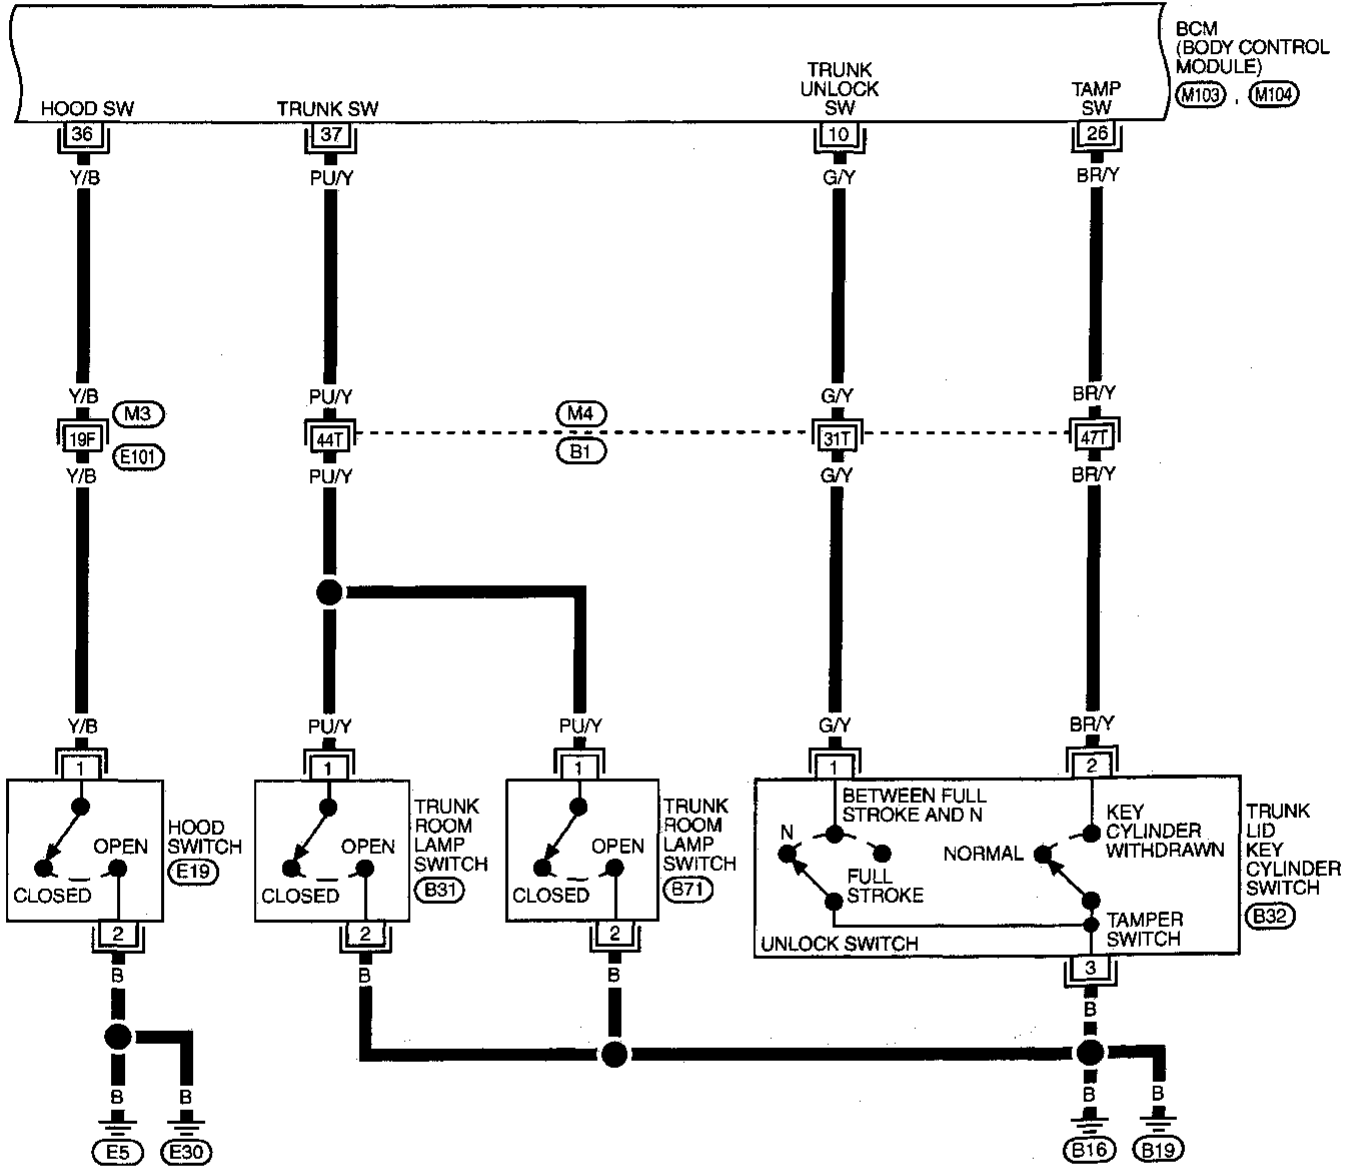 BCM
(BODY CONTROL
MODULE)
M103 , M104
HOOD SW
TRUNK SW
TRUNK
UNLOCK
SW
TAMP
SW
36
37
10
26
Y/B
PU/Y
G/Y
BR/Y
Y/B
PU/Y
G/Y
BR/Y
M3
M4
19F
44T
31T
47T
E101
B1
Y/B
PU/Y
G/Y
BR/Y
Y/B
PU/Y
PU/Y
G/Y
BR/Y
1
1
1
1
2
HOOD
SWITCH
E19
OPEN
CLOSED
TRUNK
ROOM
LAMP
SWITCH
B31
OPEN
CLOSED
TRUNK
ROOM
LAMP
SWITCH
B71
OPEN
CLOSED
BETWEEN FULL
STROKE AND N
N
FULL
STROKE
UNLOCK SWITCH
KEY
CYLINDER
WITHDRAWN
NORMAL
TAMPER
SWITCH
TRUNK
LID
KEY
CYLINDER
SWITCH
B32
2
2
2
3
B
B
B
B
B
B
B
B
E5
E30
B16
B19